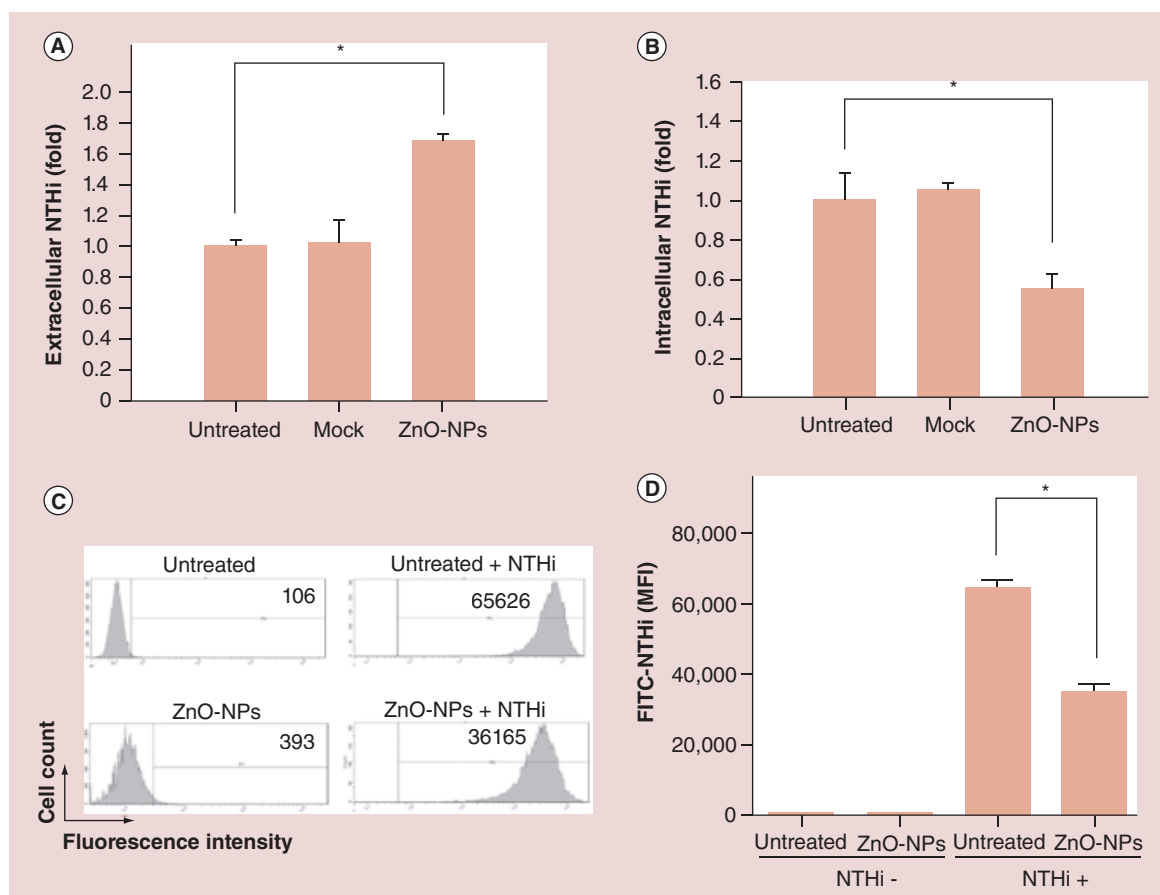 A
*
Extracellular NTHi (fold)
2.0
1.8
1.6
1.4
1.2
1.0
0.8
0.6
0.4
0.2
0
Untreated Mock ZnO-NPs
B
*
Intracellular NTHi (fold)
1.6
1.4
1.2
1.0
0.8
0.6
0.4
0.2
0
Untreated Mock ZnO-NPs
C
Untreated
106
Untreated + NTHi
65626
ZnO-NPs
393
ZnO-NPs + NTHi
36165
Cell count
Fluorescence intensity
D
*
FITC-NTHi (MFI)
80,000
60,000
40,000
20,000
0
Untreated ZnO-NPs Untreated ZnO-NPs
NTHi - NTHi +